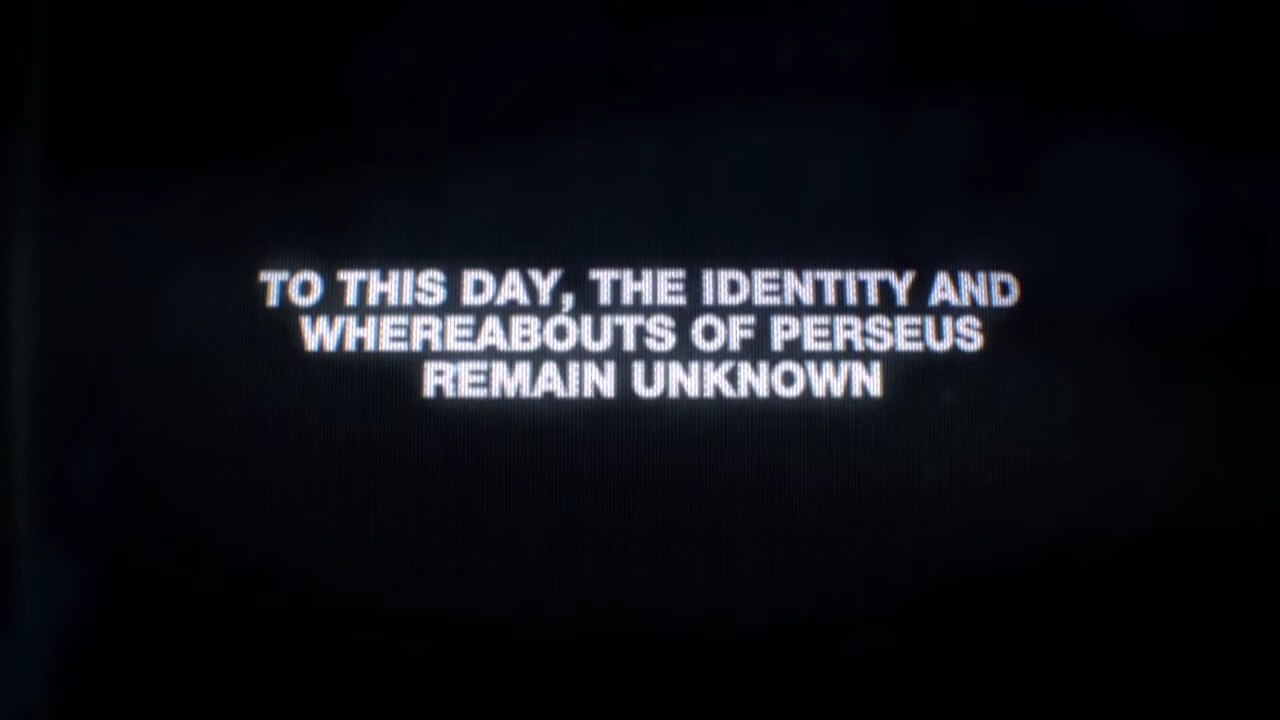 TO THIS DAY, THE IDENTITY AND
WHEREABOUTS OF PERSEUS
REMAIN UNKNOWN